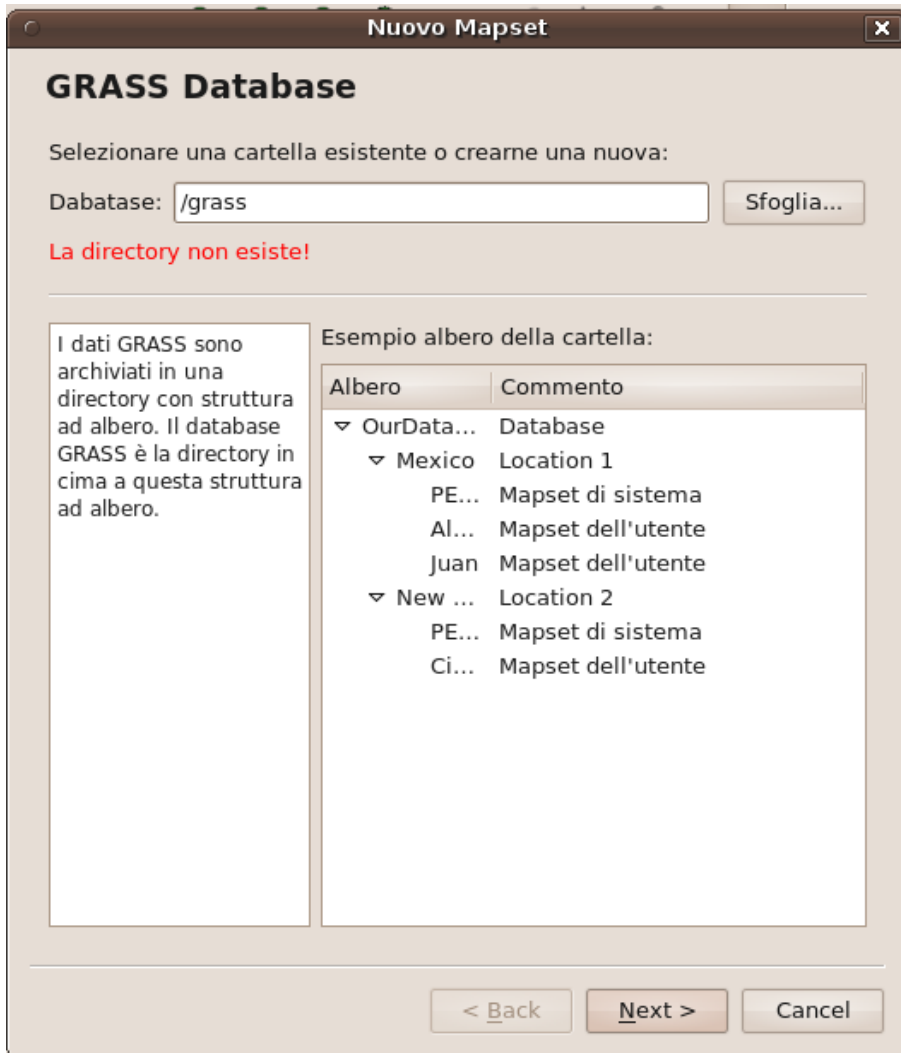 Nuovo Mapset
GRASS Database
Selezionare una cartella esistente o crearne una nuova:
Dabatase: /grass Sfoglia...
La directory non esiste!
I dati GRASS sono
archiviati in una
directory con struttura
ad albero. Il database
GRASS è la directory in
cima a questa struttura
ad albero.
Esempio albero della cartella:
Albero Commento
OurData... Database
Mexico Location 1
PE... Mapset di sistema
Al... Mapset dell'utente
Juan Mapset dell'utente
New ... Location 2
PE... Mapset di sistema
Ci... Mapset dell'utente
< Back Next > Cancel